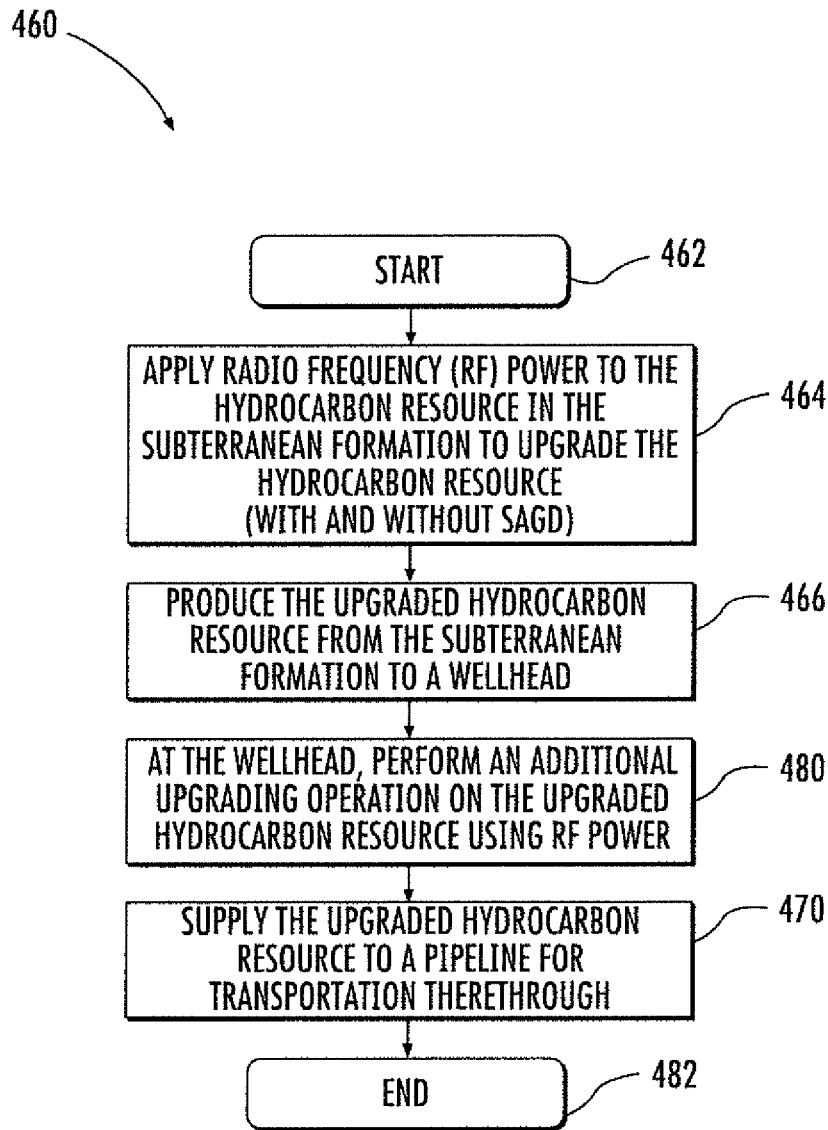 460
START
462
APPLY RADIO FREQUENCY (RF) POWER TO THE
HYDROCARBON RESOURCE IN THE
SUBTERRANEAN FORMATION TO UPGRADE THE
HYDROCARBON RESOURCE
(WITH AND WITHOUT SAGD)
464
PRODUCE THE UPGRADED HYDROCARBON
RESOURCE FROM THE SUBTERRANEAN
FORMATION TO A WELLHEAD
466
AT THE WELLHEAD, PERFORM AN ADDITIONAL
UPGRADING OPERATION ON THE UPGRADED
HYDROCARBON RESOURCE USING RF POWER
480
SUPPLY THE UPGRADED HYDROCARBON
RESOURCE TO A PIPELINE FOR
TRANSPORTATION THERETHROUGH
470
END
482